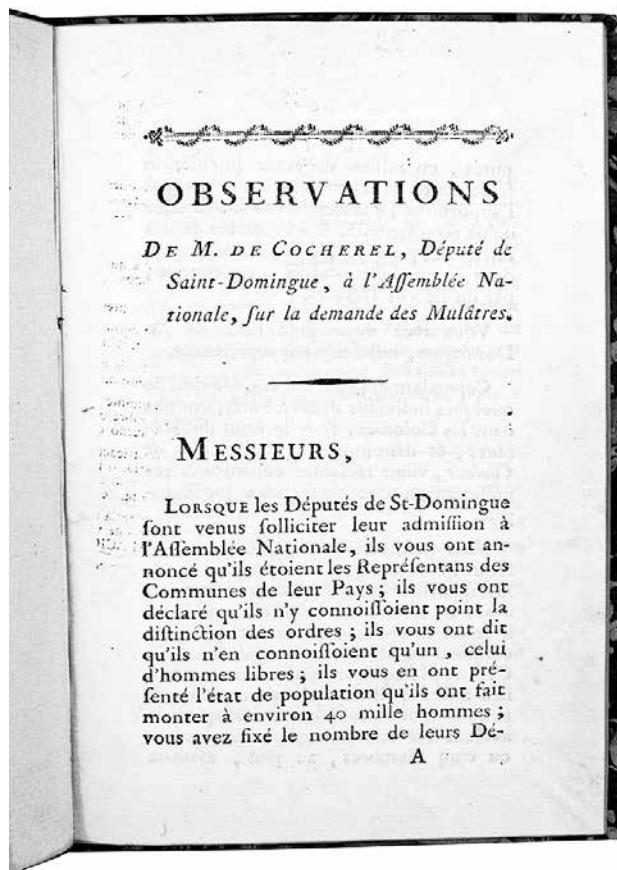 OBSERVATIONS
DE M. DE COCHEREL, Député de
Saint-Domingue, à l'Aſſemblée Na-
tionale, ſur la demande des Mulâtres.
MESSIEURS,
LORSQUE les Députés de St-Domingue
ſont venus ſolliciter leur admiſſion à
l'Aſſemblée Nationale, ils vous ont an-
noncé qu'ils étoient les Repréſentans des
Communes de leur Pays ; ils vous ont
déclaré qu'ils n'y connoiſſoient point la
diſtinction des ordres ; ils vous ont dit
qu'ils n'en connoiſſoient qu'un , celui
d'hommes libres ; ils vous en ont pré-
ſenté l'état de population qu'ils ont fait
monter à environ 40 mille hommes ;
vous avez fixé le nombre de leurs Dé-
A